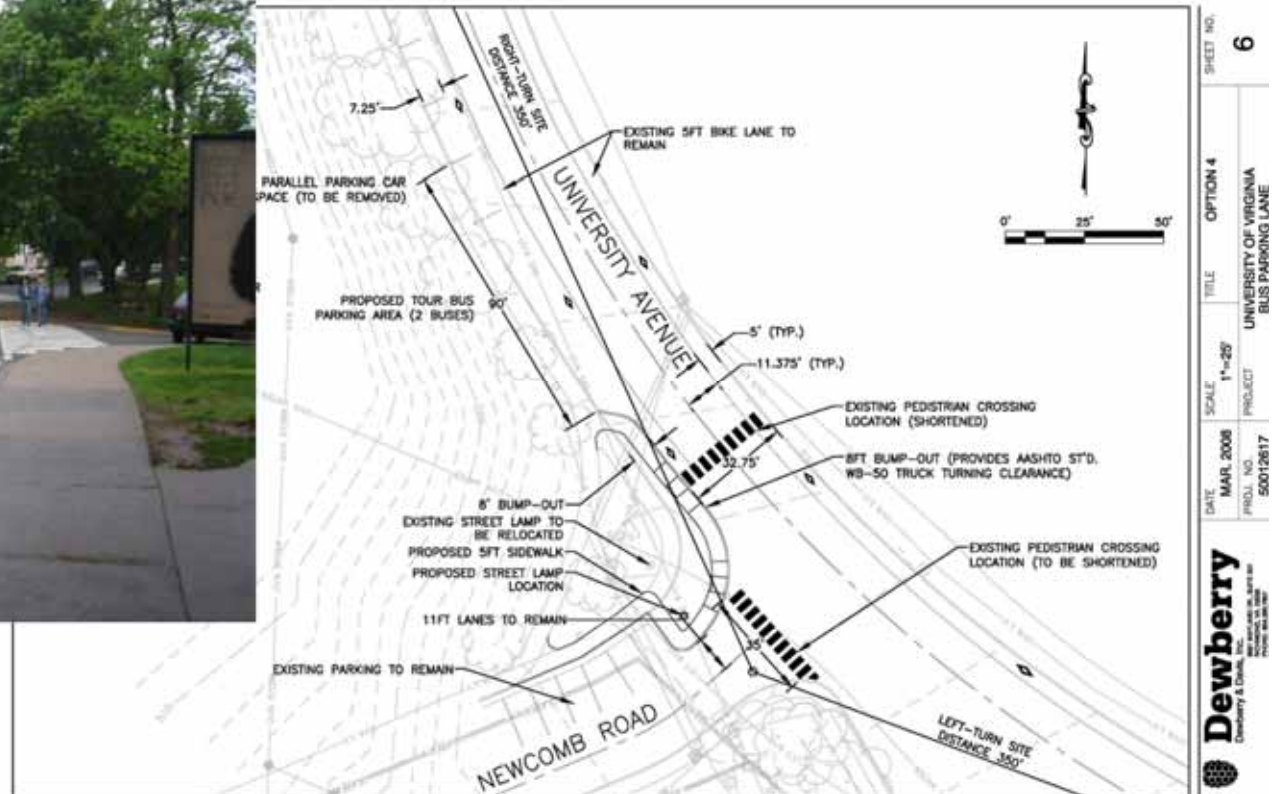 RIGHT-TURN SITE
DISTANCE 350'
7.25'
EXISTING 5FT BIKE LANE TO
REMAIN
PARALLEL PARKING CAR
SPACE (TO BE REMOVED)
UNIVERSITY AVENUE
0' 25' 50'
PROPOSED TOUR BUS
PARKING AREA (2 BUSES)
90'
5' (TYP.)
11.375' (TYP.)
EXISTING PEDISTRIAN CROSSING
LOCATION (SHORTENED)
32.75'
8FT BUMP-OUT (PROVIDES AASHTO ST'D.
WB-50 TRUCK TURNING CLEARANCE)
8' BUMP-OUT
EXISTING STREET LAMP TO
BE RELOCATED
PROPOSED 5FT SIDEWALK
PROPOSED STREET LAMP
LOCATION
11FT LANES TO REMAIN
EXISTING PEDISTRIAN CROSSING
LOCATION (TO BE SHORTENED)
35'
EXISTING PARKING TO REMAIN
NEWCOMB ROAD
LEFT-TURN SITE
DISTANCE 350'
SHEET NO.
6
TITLE
OPTION 4
SCALE
1"=25'
PROJECT
UNIVERSITY OF VIRGINIA
BUS PARKING LANE
DATE
MAR. 2008
PROJ. NO.
50012617
Dewberry
Dewberry & Davis, Inc.